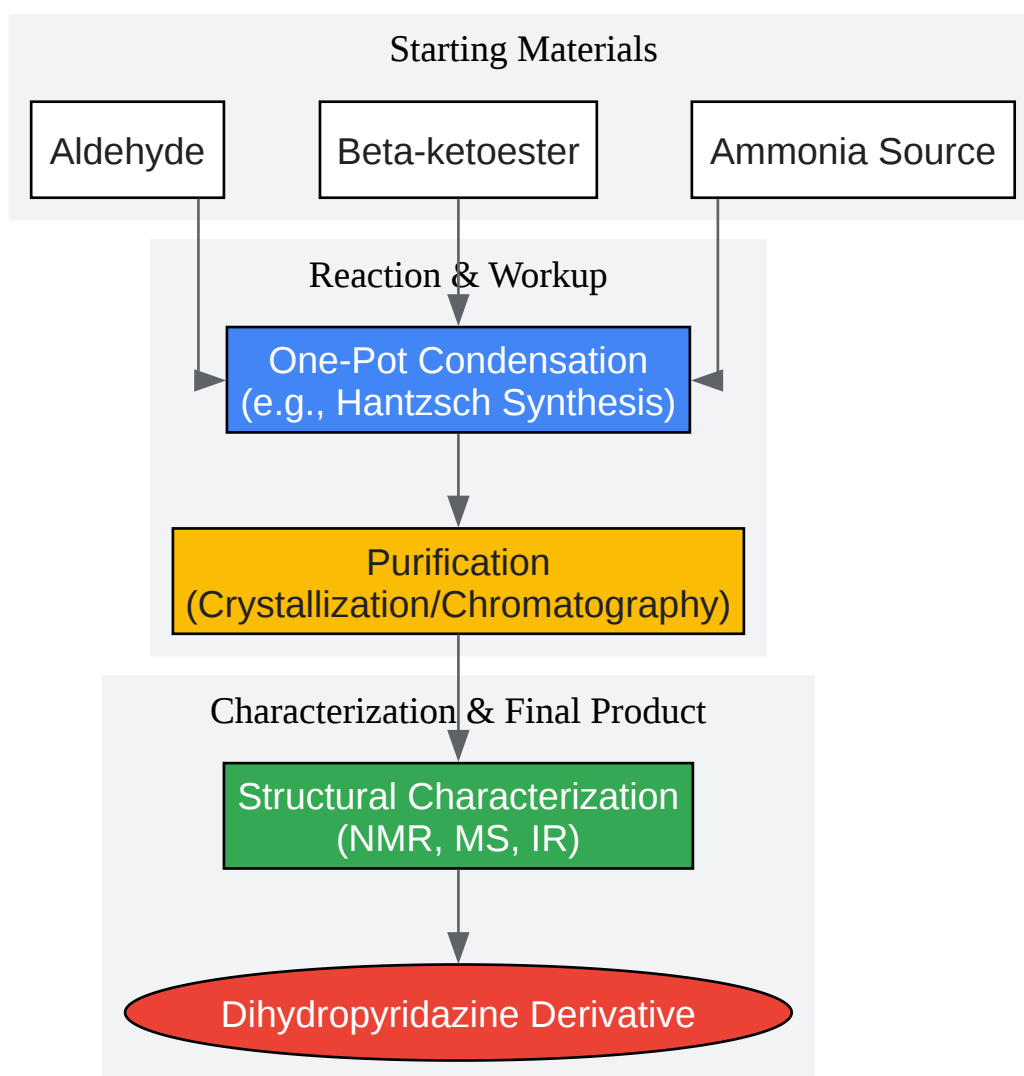 Starting Materials
Aldehyde
Beta-ketoester
Ammonia Source
Reaction & Workup
One-Pot Condensation
(e.g., Hantzsch Synthesis)
Purification
(Crystallization/Chromatography)
Characterization & Final Product
Structural Characterization
(NMR, MS, IR)
Dihydropyridazine Derivative